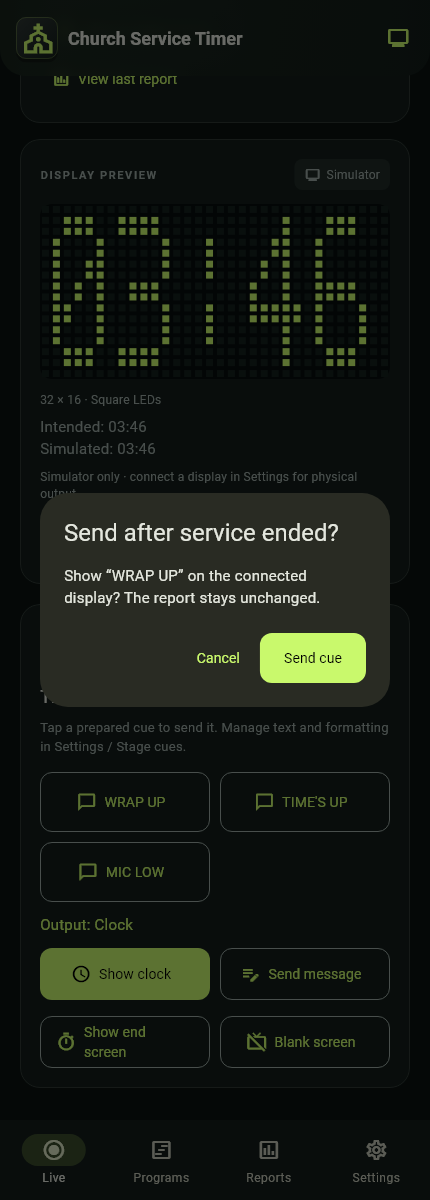 Church Service Timer
View last report
DISPLAY PREVIEW
Simulator
03:46
32 × 16 · Square LEDs
Intended: 03:46
Simulated: 03:46
Simulator only · connect a display in Settings for physical
output
Send after service ended?
Show “WRAP UP” on the connected
display? The report stays unchanged.
Cancel
Send cue
Tap a prepared cue to send it. Manage text and formatting
in Settings / Stage cues.
WRAP UP
TIME'S UP
MIC LOW
Output: Clock
Show clock
Send message
Show end
screen
Blank screen
Live
Programs
Reports
Settings